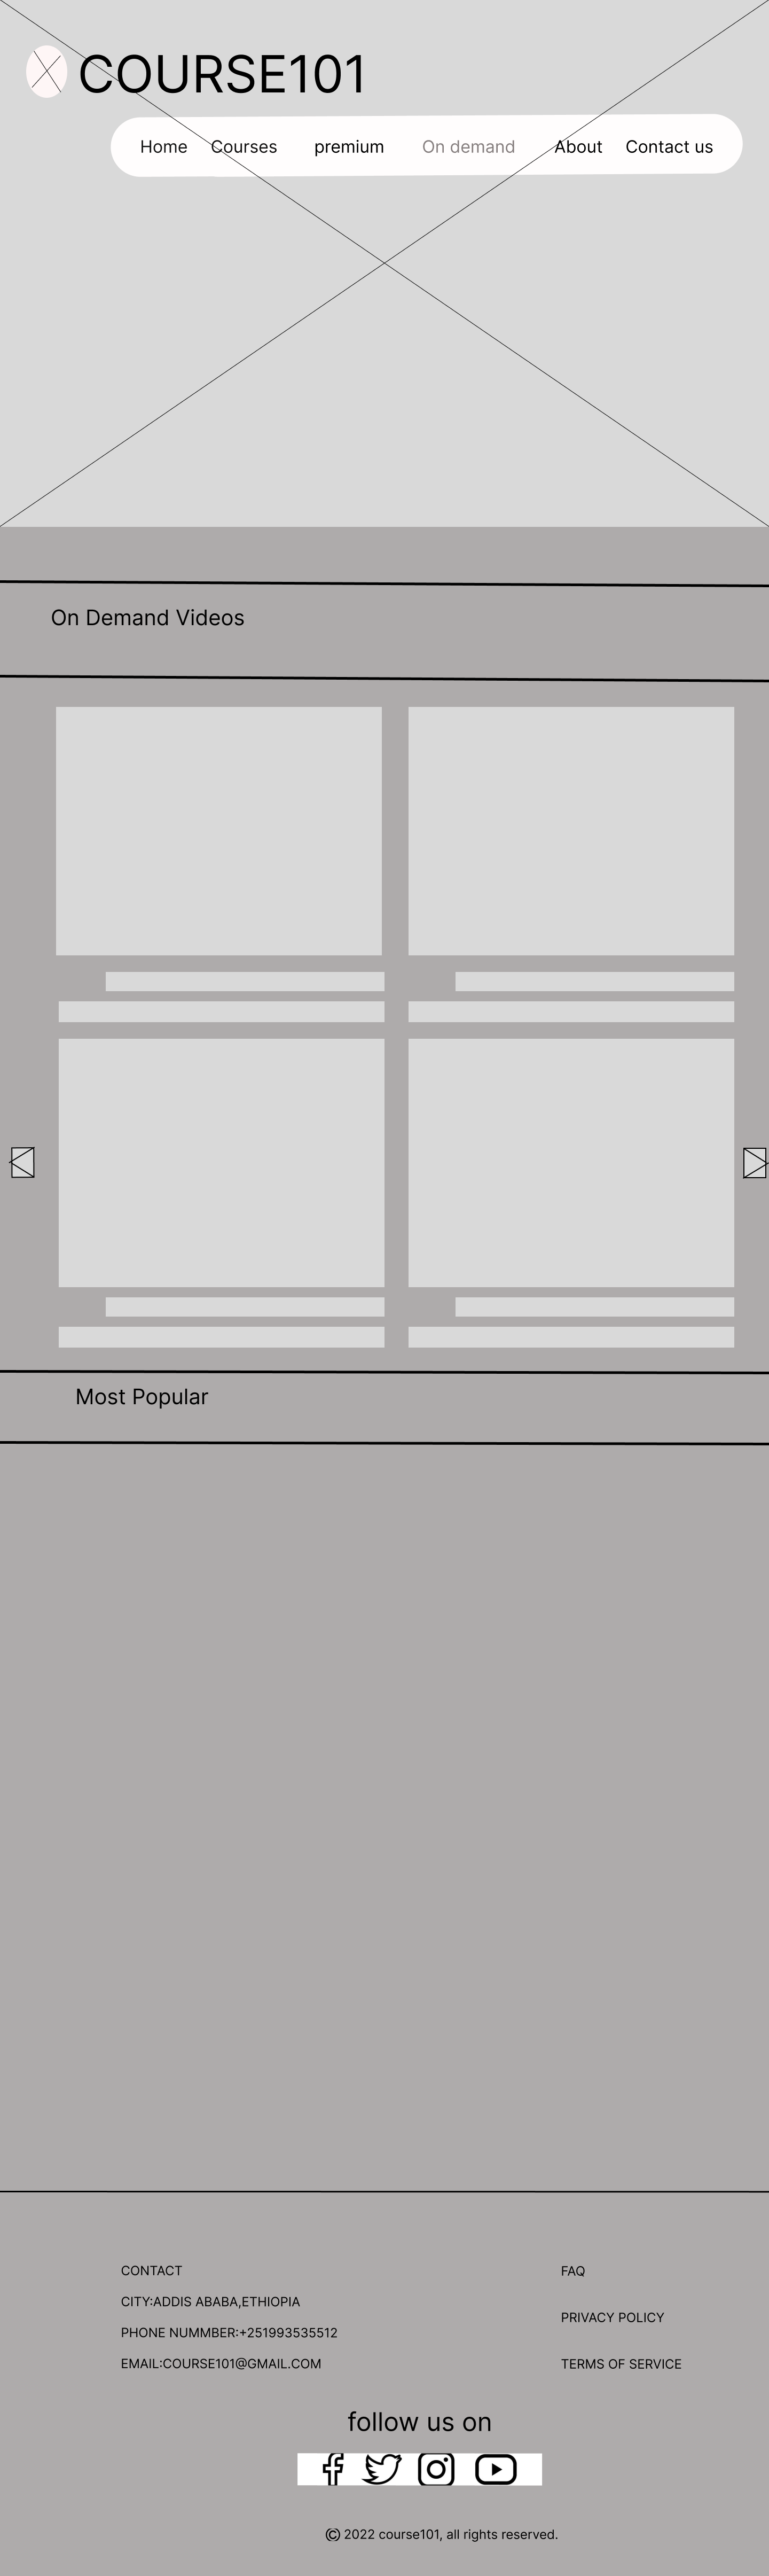 COURSE101
Home Courses premium On demand About Contact us
On Demand Videos
Most Popular
CONTACT
CITY:ADDIS ABABA,ETHIOPIA
PHONE NUMMBER:+251993535512
EMAIL:COURSE101@GMAIL.COM
FAQ
PRIVACY POLICY
TERMS OF SERVICE
follow us on
© 2022 course101, all rights reserved.